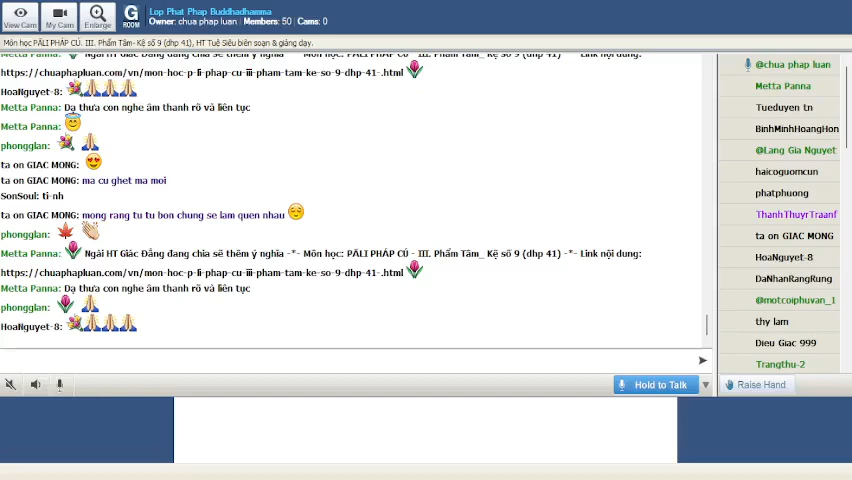 View Cam
My Cam
Enlarge
G
ROOM
Lop Phat Phap Buddhadhamma
Owner: chua phap luan | Members: 50 | Cams: 0
Môn học PĀLI PHÁP CÚ. III. Phẩm Tâm- Kệ số 9 (dhp 41), HT Tuệ Siêu biên soạn & giảng dạy.
https://chuaphapluan.com/vn/mon-hoc-p-li-phap-cu-iii-pham-tam-ke-so-9-dhp-41-.html
HoaNguyet-8:
Metta Panna: Dạ thưa con nghe âm thanh rõ và liên tục
Metta Panna:
phongglan:
ta on GIAC MONG:
ta on GIAC MONG: ma cu ghet ma moi
SonSoul: ti-nh
ta on GIAC MONG: mong rang tu tu bon chung se lam quen nhau
phongglan:
Metta Panna: Ngài HT Giác Đẳng đang chia sẽ thêm ý nghĩa -*- Môn học: PĀLI PHÁP CÚ - III. Phẩm Tâm_ Kệ số 9 (dhp 41) -*- Link nội dung:
https://chuaphapluan.com/vn/mon-hoc-p-li-phap-cu-iii-pham-tam-ke-so-9-dhp-41-.html
Metta Panna: Dạ thưa con nghe âm thanh rõ và liên tục
phongglan:
HoaNguyet-8:
@chua phap luan
Metta Panna
Tueduyen tn
BinhMinhHoangHon
@Lang Gia Nguyet
haicoguomcun
phatphuong
ThanhThuyrTraanf
ta on GIAC MONG
HoaNguyet-8
DaNhanRangRung
@motcoiphuvan_1
thy lam
Dieu Giac 999
Trangthu-2
Hold to Talk
Raise Hand